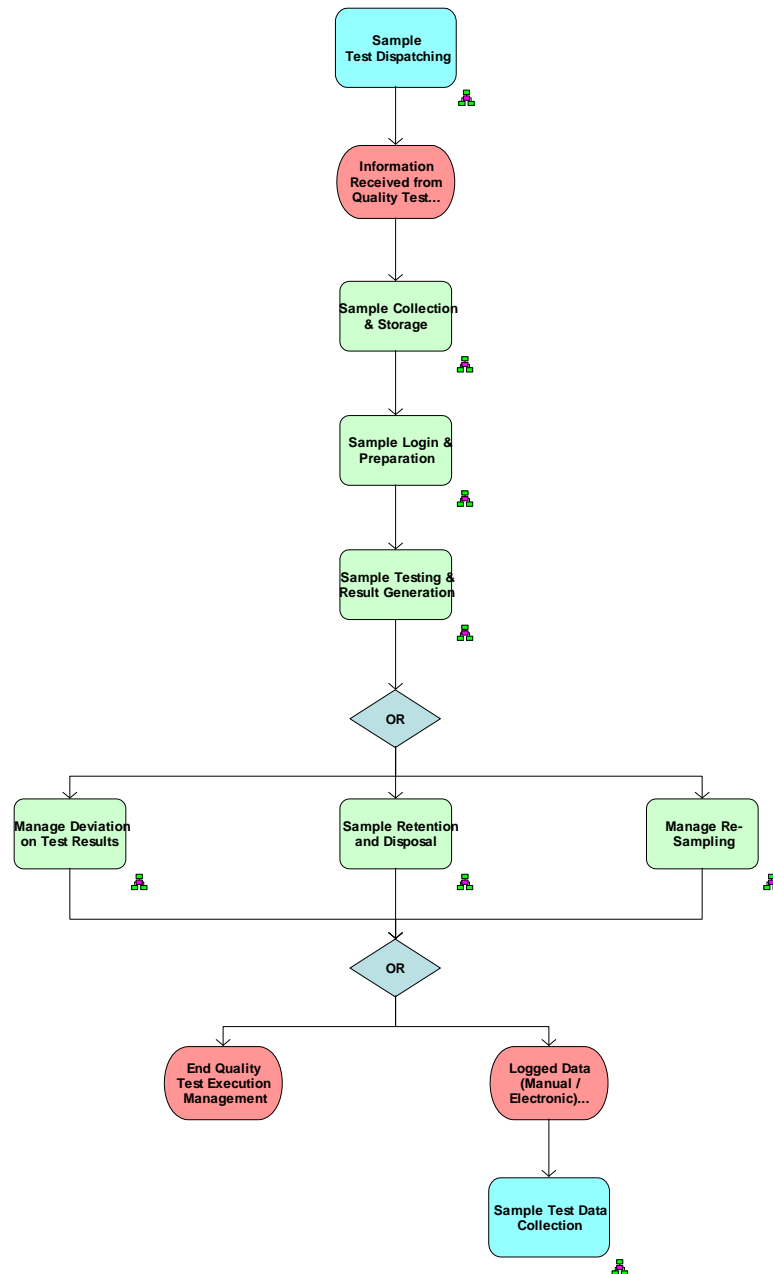 Sample
Test Dispatching
Information
Received from
Quality Test...
Sample Collection
& Storage
Sample Login &
Preparation
Sample Testing &
Result Generation
OR
Manage Deviation
on Test Results
Sample Retention
and Disposal
Manage Re-
Sampling
OR
End Quality
Test Execution
Management
Logged Data
(Manual /
Electronic)...
Sample Test Data
Collection